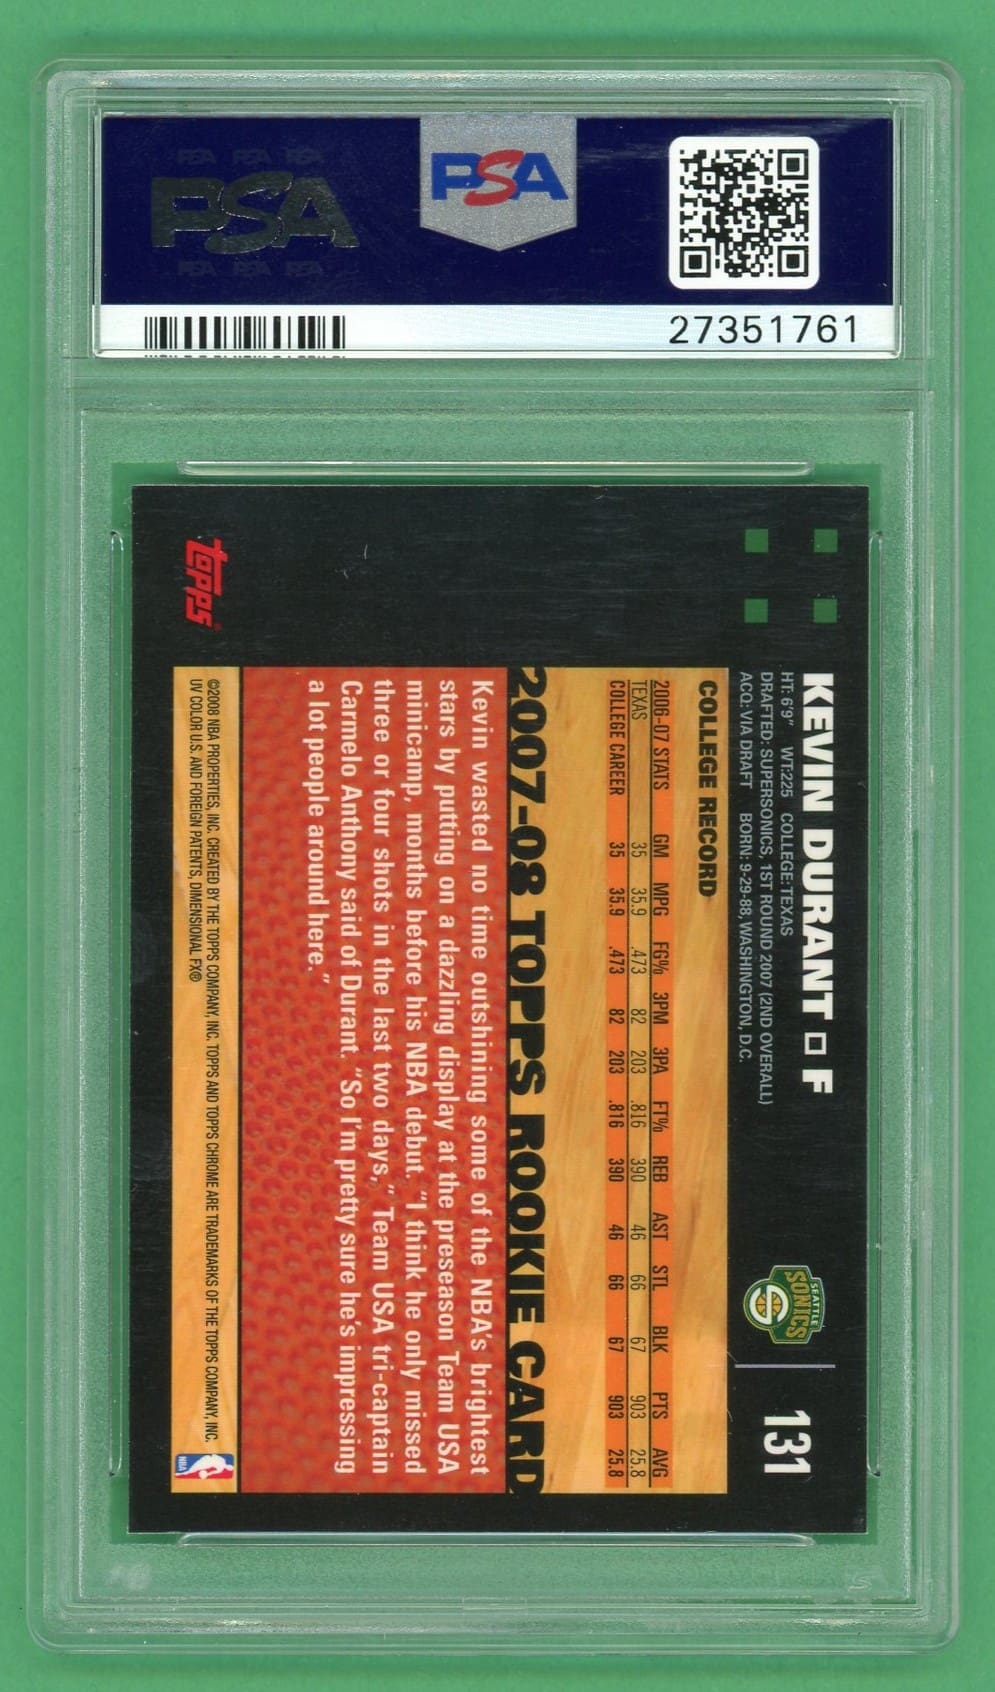 PSA PSA PSA
PSA
PSA PSA PSA
PSA
27351761
KEVIN DURANT □ F
HT: 6'9" WT:225 COLLEGE: TEXAS
DRAFTED: SUPERSONICS, 1ST ROUND 2007 (2ND OVERALL)
ACQ: VIA DRAFT BORN: 9-29-88, WASHINGTON, D.C.
SEATTLE
SONICS
131
COLLEGE RECORD
2006-07 STATS GM MPG FG% 3PM 3PA FT% REB AST STL BLK PTS AVG
TEXAS 35 35.9 .473 82 203 .816 390 46 66 67 903 25.8
COLLEGE CAREER 35 35.9 .473 82 203 .816 390 46 66 67 903 25.8
2007-08 TOPPS ROOKIE CARD
Kevin wasted no time outshining some of the NBA's brightest
stars by putting on a dazzling display at the preseason Team USA
minicamp, months before his NBA debut. "I think he only missed
three or four shots in the last two days," Team USA tri-captain
Carmelo Anthony said of Durant. "So I'm pretty sure he's impressing
a lot people around here."
©2008 NBA PROPERTIES, INC. CREATED BY THE TOPPS COMPANY, INC. TOPPS AND TOPPS CHROME ARE TRADEMARKS OF THE TOPPS COMPANY, INC.
UV COLOR U.S. AND FOREIGN PATENTS, DIMENSIONAL FX®
NBA
topps